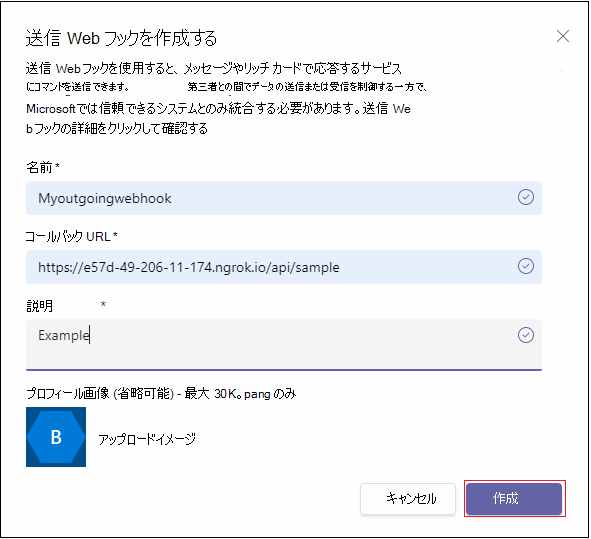 送信 Web フックを作成する
送信 Webフックを使用すると、メッセージやリッチ カードで応答するサービス
にコマンドを送信できます。 第三者との間でデータの送信または受信を制御する一方で、
Microsoftでは信頼できるシステムとのみ統合する必要があります。送信 We
b フックの詳細をクリックして確認する
名前*
Myoutgoingwebhook
コールバック URL*
https://e57d-49-206-11-174.ngrok.io/api/sample
説明 *
Example
プロフィール画像 (省略可能) - 最大 30K。pang のみ
B
アップロードイメージ
キャンセル
作成